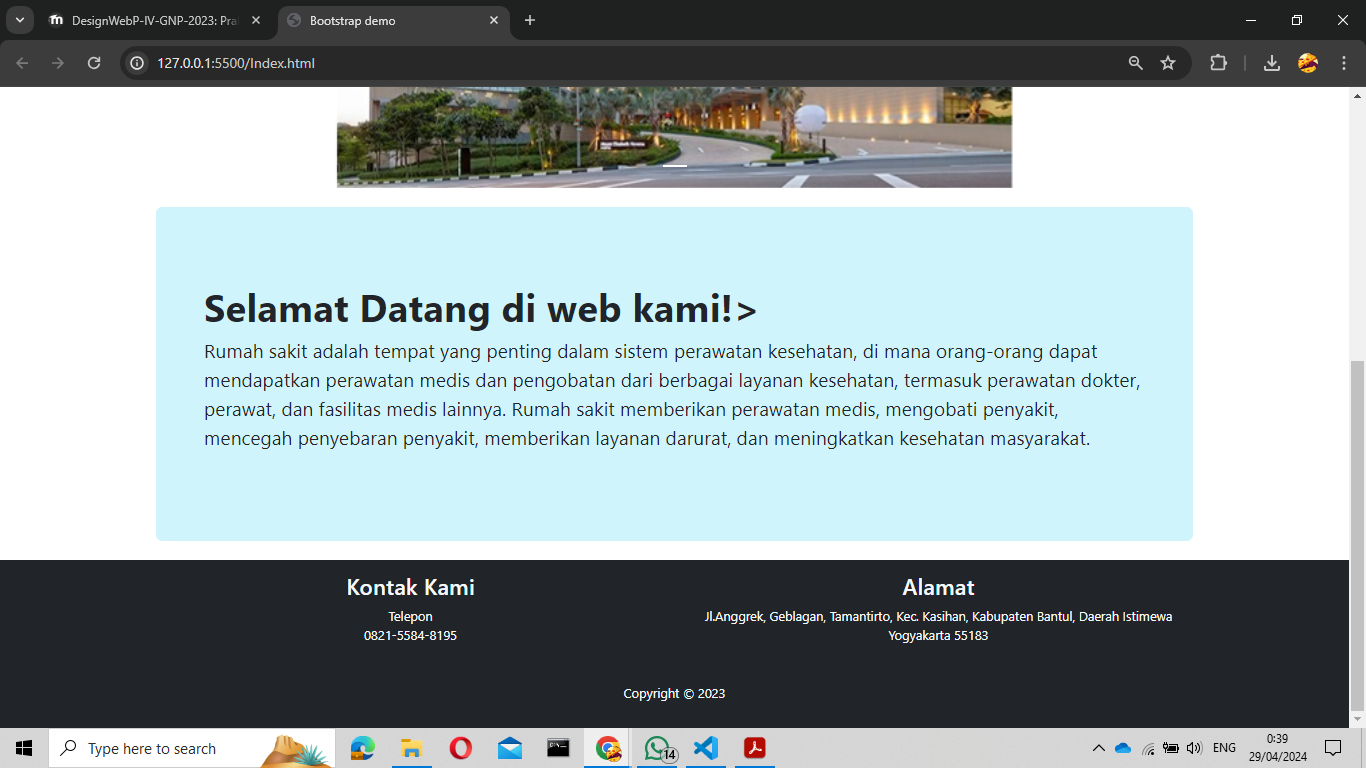 DesignWebP-IV-GNP-2023: Pra
Bootstrap demo
127.0.0.1:5500/Index.html
Selamat Datang di web kami!>
Rumah sakit adalah tempat yang penting dalam sistem perawatan kesehatan, di mana orang-orang dapat
mendapatkan perawatan medis dan pengobatan dari berbagai layanan kesehatan, termasuk perawatan dokter,
perawat, dan fasilitas medis lainnya. Rumah sakit memberikan perawatan medis, mengobati penyakit,
mencegah penyebaran penyakit, memberikan layanan darurat, dan meningkatkan kesehatan masyarakat.
Kontak Kami
Telepon
0821-5584-8195
Alamat
Jl.Anggrek, Geblagan, Tamantirto, Kec. Kasihan, Kabupaten Bantul, Daerah Istimewa
Yogyakarta 55183
Copyright © 2023
Type here to search
14
ENG
0:39
29/04/2024